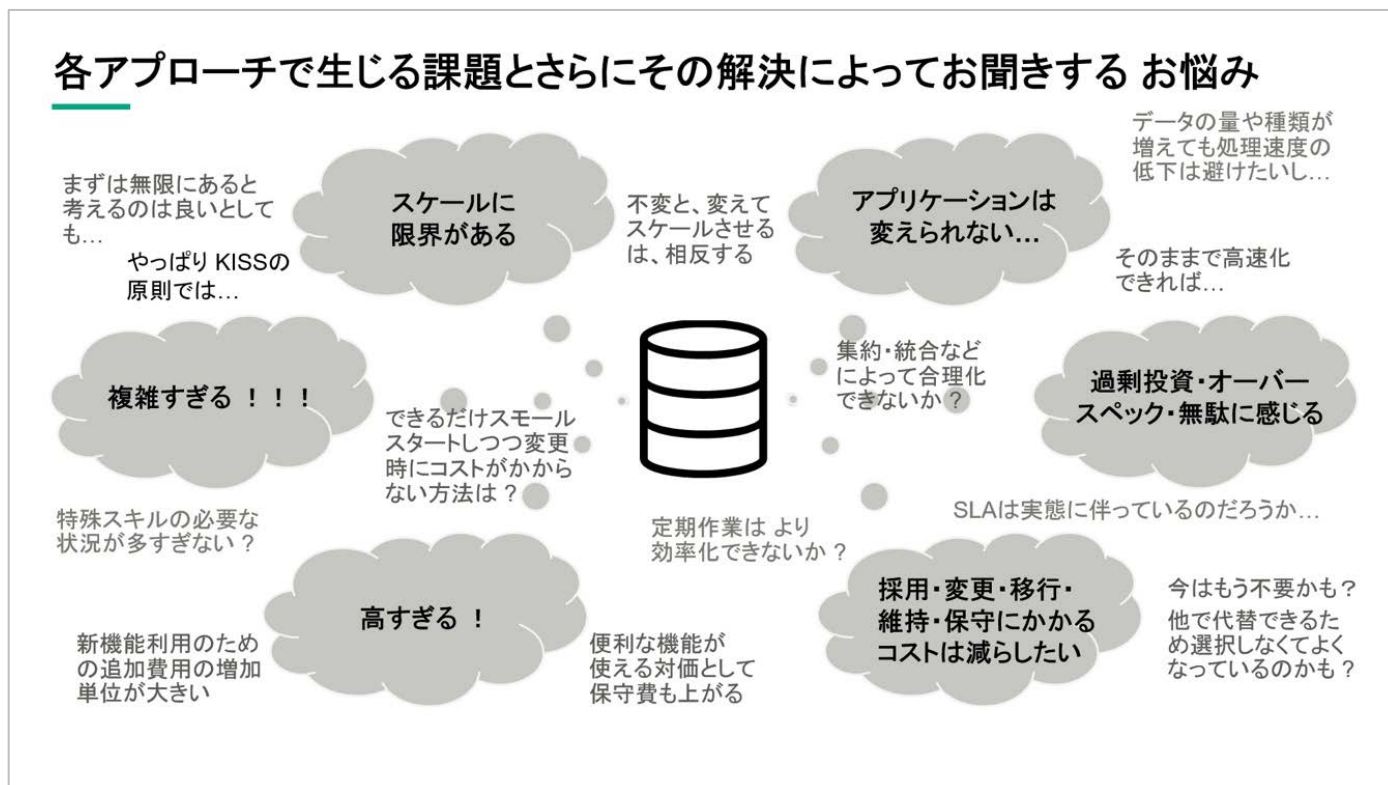 各アプローチで生じる課題とさらにその解決によってお聞きする お悩み
データの量や種類が
増えても処理速度の
低下は避けたいし…
まずは無限にあると
考えるのは良いとして
も…
スケールに
限界がある
不変と、変えて
スケールさせる
は、相反する
アプリケーションは
変えられない…
やっぱり KISSの
原則では…
そのままで高速化
できれば…
複雑すぎる ！！！
集約・統合など
によって合理化
できないか？
過剰投資・オーバー
スペック・無駄に感じる
できるだけスモール
スタートしつつ変更
時にコストがかから
ない方法は？
特殊スキルの必要な
状況が多すぎない？
定期作業は より
効率化できないか？
SLAは実態に伴っているのだろうか…
高すぎる ！
採用・変更・移行・
維持・保守にかかる
コストは減らしたい
今はもう不要かも？
他で代替できるた
め選択しなくてよく
なっているのかも？
新機能利用のため
の追加費用の増加
単位が大きい
便利な機能が
使える対価として
保守費も上がる